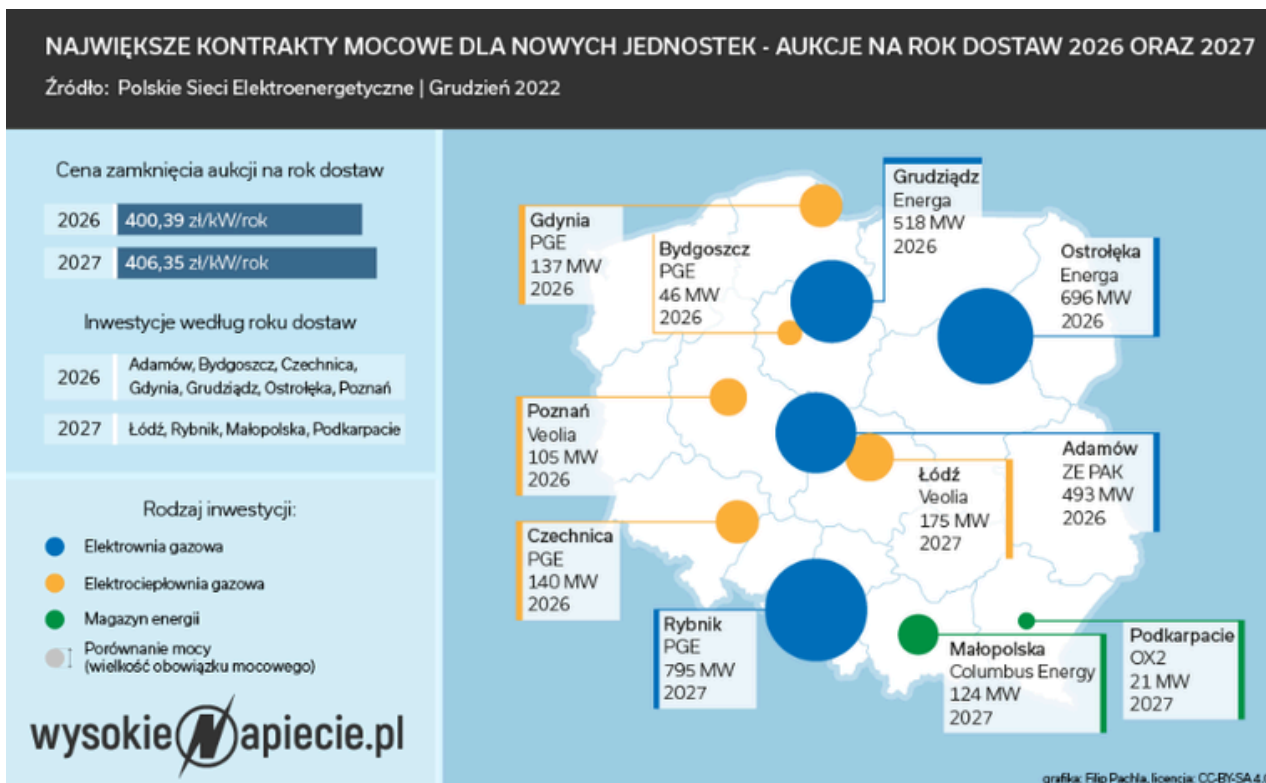 NAJWIĘKSZE KONTRAKTY MOCOWE DLA NOWYCH JEDNOSTEK - AUKCJE NA ROK DOSTAW 2026 ORAZ 2027
Źródło: Polskie Sieci Elektroenergetyczne | Grudzień 2022
Cena zamknięcia aukcji na rok dostaw
2026 400,39 zł/kW/rok
2027 406,35 zł/kW/rok
Inwestycje według roku dostaw
2026 Adamów, Bydgoszcz, Czechnica,
Gdynia, Grudziądz, Ostrołęka, Poznań
2027 Łódź, Rybnik, Małopolska, Podkarpacie
Rodzaj inwestycji:
Elektrownia gazowa
Elektrociepłownia gazowa
Magazyn energii
Porównanie mocy
(wielkość obowiązku mocowego)
wysokieNapiecie.pl
Gdynia
PGE
137 MW
2026
Bydgoszcz
PGE
46 MW
2026
Grudziądz
Energa
518 MW
2026
Ostrołęka
Energa
696 MW
2026
Poznań
Veolia
105 MW
2026
Łódź
Veolia
175 MW
2027
Adamów
ZE PAK
493 MW
2026
Czechnica
PGE
140 MW
2026
Rybnik
PGE
795 MW
2027
Małopolska
Columbus Energy
124 MW
2027
Podkarpacie
OX2
21 MW
2027
grafika: Filip Pachla, licencja: CC-BY-SA 4.0